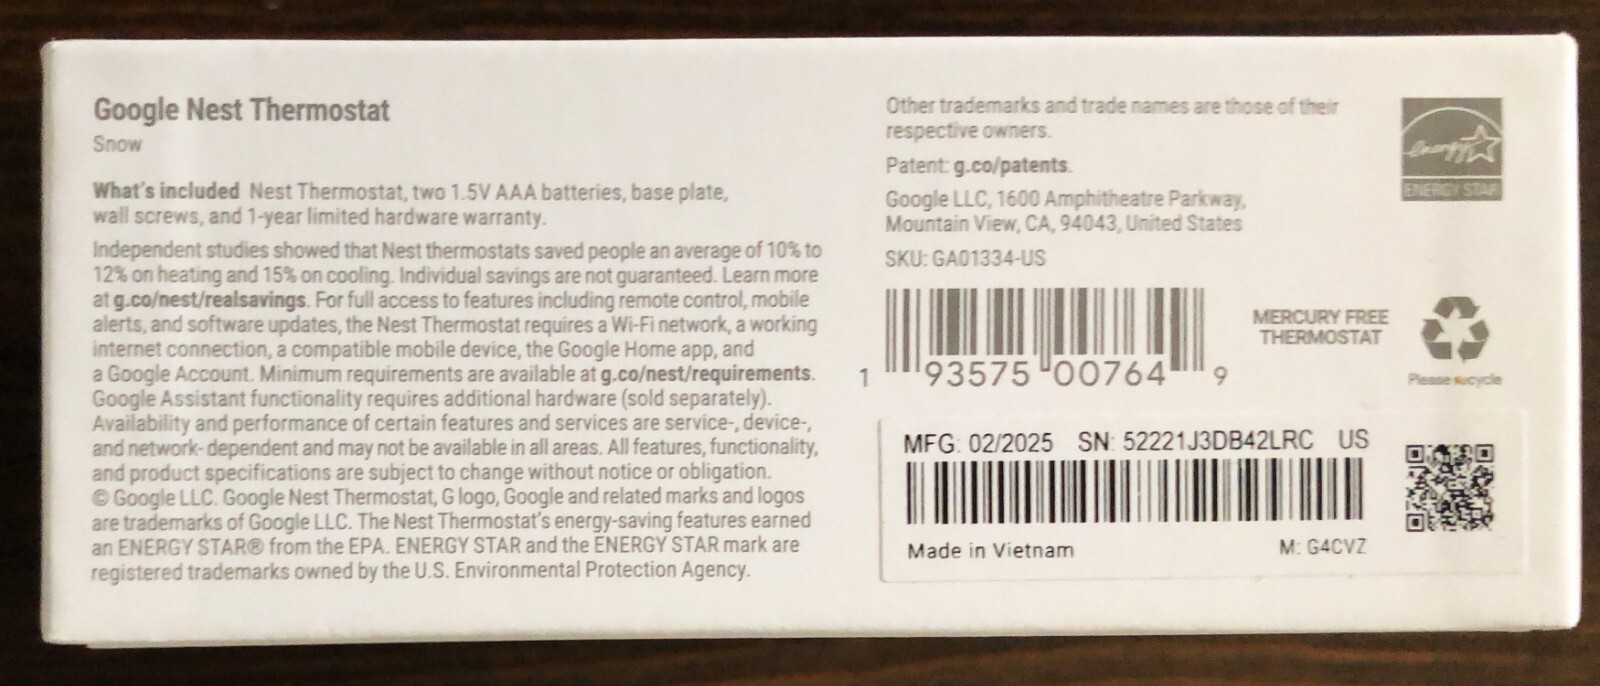 Google Nest Thermostat
Snow
What's included Nest Thermostat, two 1.5V AAA batteries, base plate,
wall screws, and 1-year limited hardware warranty.
Independent studies showed that Nest thermostats saved people an average of 10% to
12% on heating and 15% on cooling. Individual savings are not guaranteed. Learn more
at g.co/nest/realsavings. For full access to features including remote control, mobile
alerts, and software updates, the Nest Thermostat requires a Wi-Fi network, a working
internet connection, a compatible mobile device, the Google Home app, and
a Google Account. Minimum requirements are available at g.co/nest/requirements.
Google Assistant functionality requires additional hardware (sold separately).
Availability and performance of certain features and services are service-, device-,
and network- dependent and may not be available in all areas. All features, functionality,
and product specifications are subject to change without notice or obligation.
© Google LLC. Google Nest Thermostat, G logo, Google and related marks and logos
are trademarks of Google LLC. The Nest Thermostat's energy-saving features earned
an ENERGY STAR® from the EPA. ENERGY STAR and the ENERGY STAR mark are
registered trademarks owned by the U.S. Environmental Protection Agency.
Other trademarks and trade names are those of their
respective owners.
Patent: g.co/patents.
Google LLC, 1600 Amphitheatre Parkway,
Mountain View, CA, 94043, United States
SKU: GA01334-US
1 93575 00764 9
energy
ENERGY STAR
MERCURY FREE
THERMOSTAT
Please recycle
MFG: 02/2025 SN: 52221J3DB42LRC US
Made in Vietnam M: G4CVZ